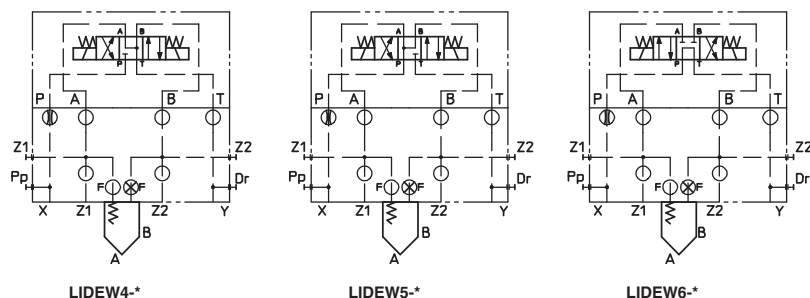 A B A B A B
P T P T P T
P A B T P A B T P A B T
Z1 Z2 Z1 Z2 Z1 Z2
Pp F F Dr Pp F F Dr Pp F F Dr
X Z1 Z2 Y X Z1 Z2 Y X Z1 Z2 Y
B B B
A A A
LIDEW4-* LIDEW5-* LIDEW6-*